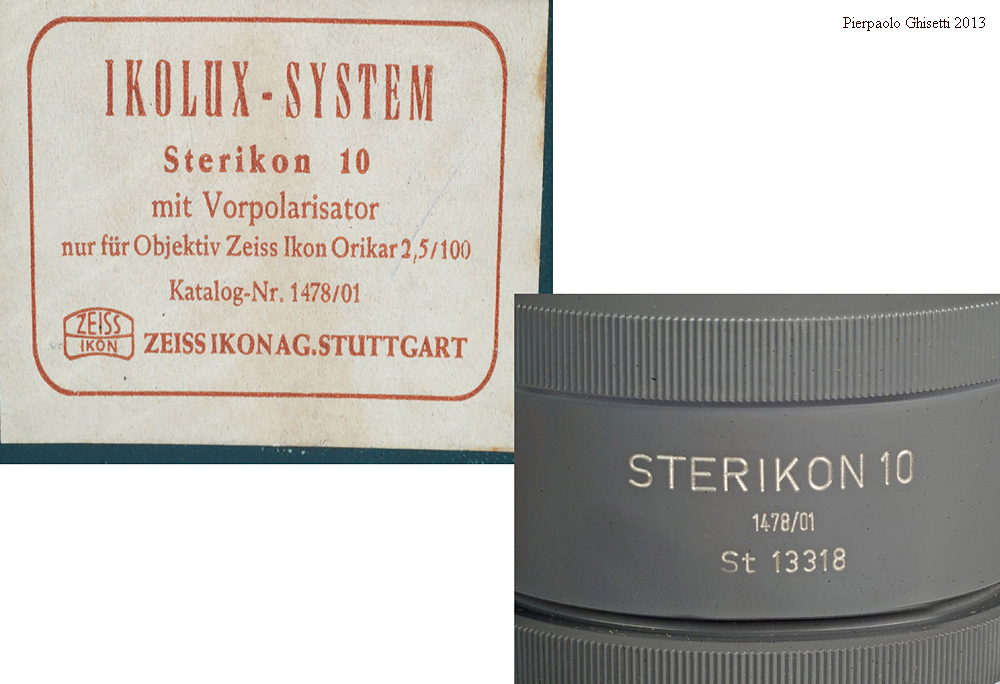 Pierpaolo Ghisetti 2013
IKOLUX-SYSTEM
Sterikon 10
mit Vorpolarisator
nur für Objektiv Zeiss Ikon Orikar 2,5/100
Katalog-Nr. 1478/01
ZEISS
IKON
ZEISS IKON AG. STUTTGART
STERIKON 10
1478/01
St 13318